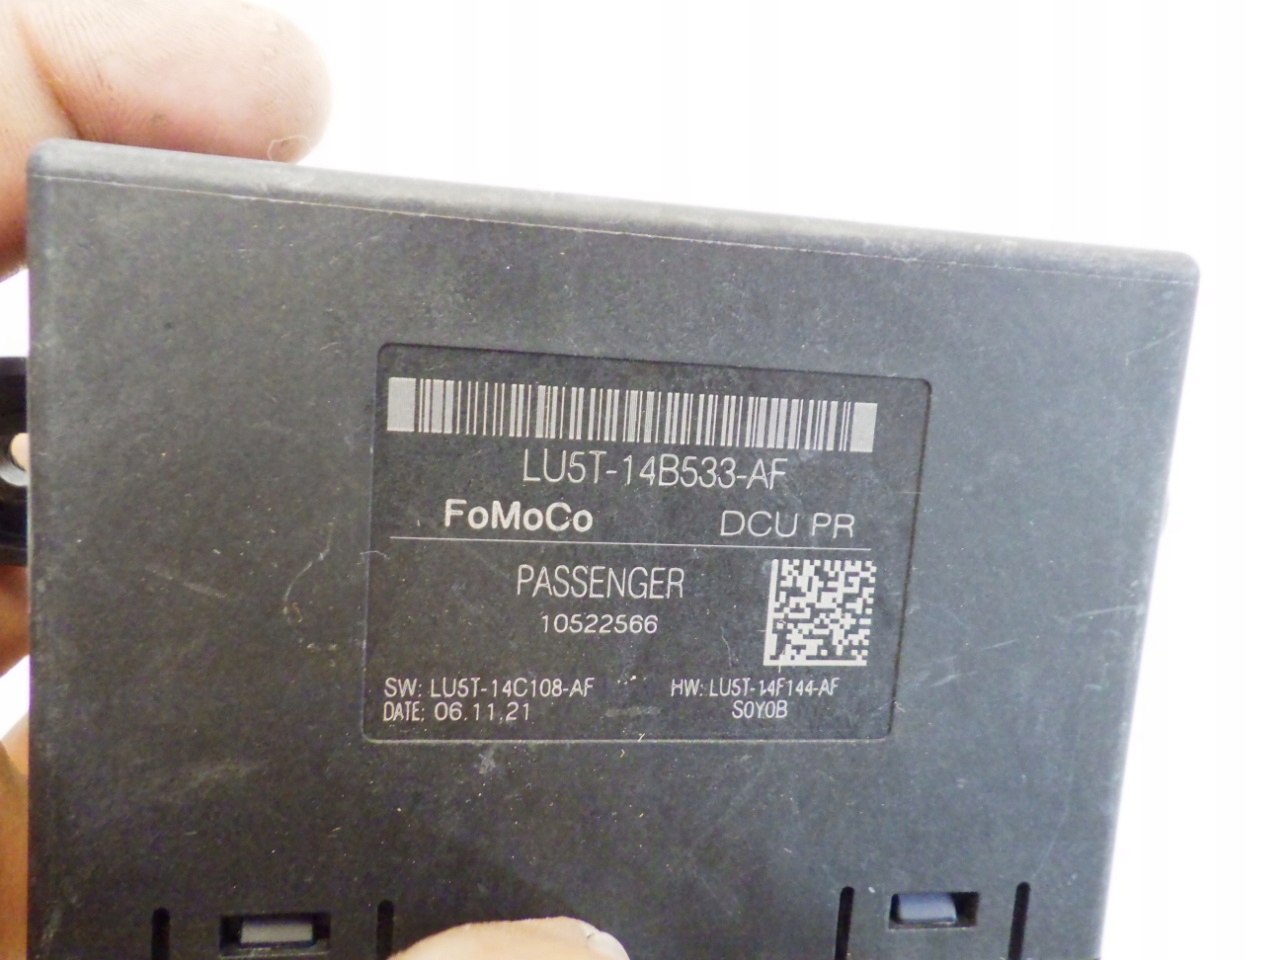 LU5T-14B533-AF
FoMoCo DCU PR
PASSENGER
10522566
SW: LU5T-14C108-AF HW: LU5T-14F144-AF
DATE: 06.11.21 S0Y0B